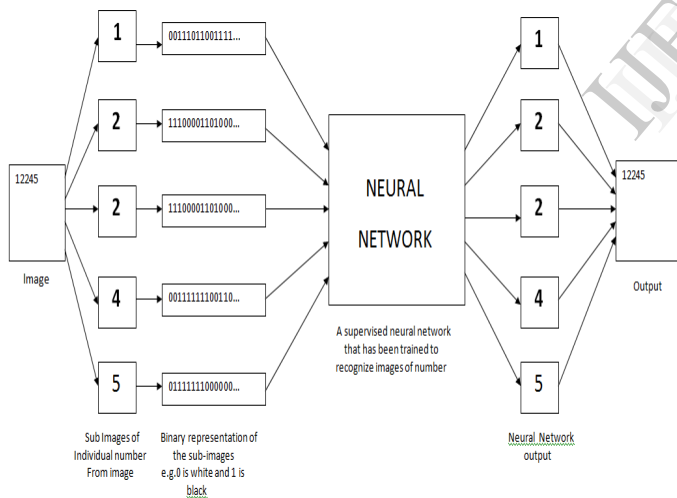 1
00111011001111...
1
2
11100001101000...
2
12245
2
11100001101000...
NEURAL
NETWORK
2
12245
Image
4
00111111100110...
4
Output
A supervised neural network
that has been trained to
recognize images of number
5
01111111000000...
5
Sub Images of
Individual number
From image
Binary representation of
the sub-images
e.g.0 is white and 1 is
black
Neural Network
output